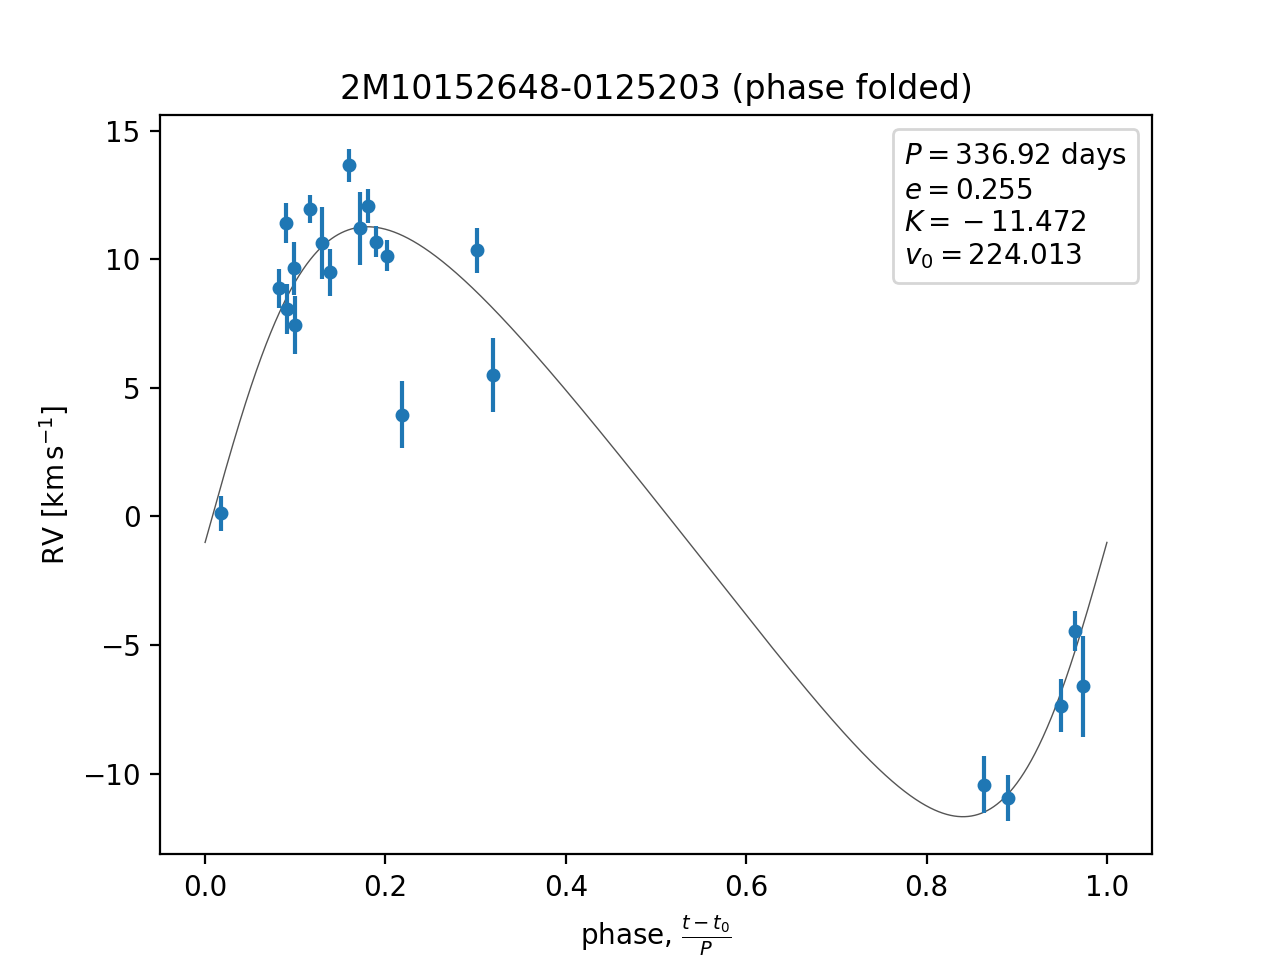 2M10152648-0125203 (phase folded)
P = 336.92 days
e = 0.255
K = −11.472
v₀ = 224.013
RV [km s⁻¹]
15
10
5
0
−5
−10
0.0 0.2 0.4 0.6 0.8 1.0
phase, (t − t₀)/P